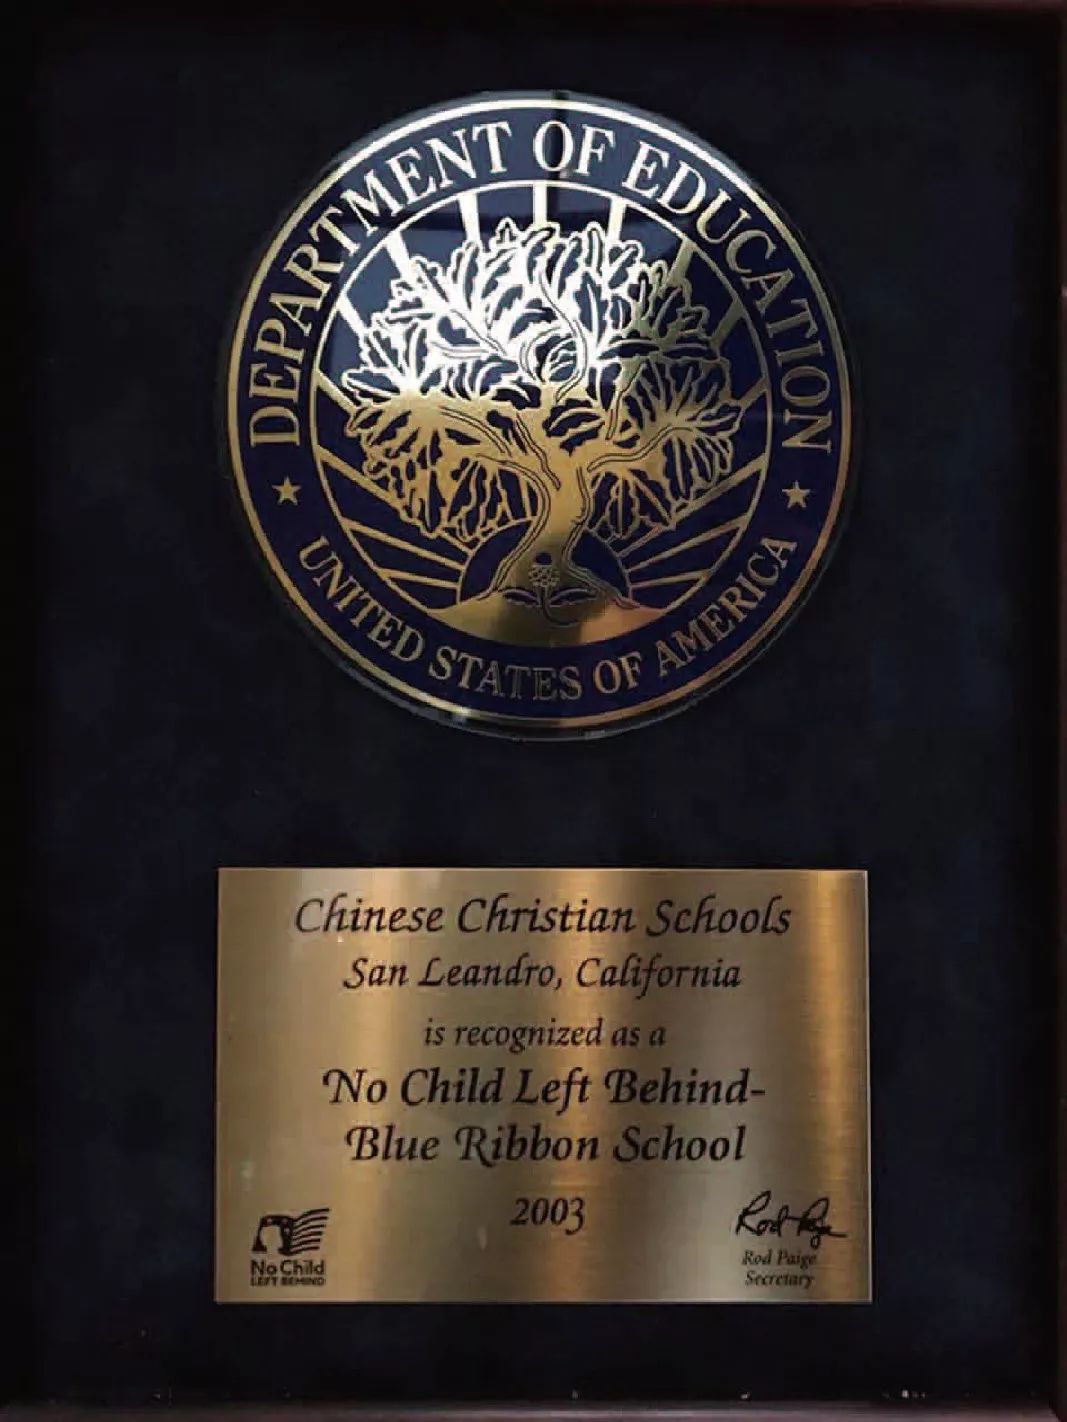 DEPARTMENT OF EDUCATION
UNITED STATES OF AMERICA
Chinese Christian Schools
San Leandro, California
is recognized as a
No Child Left Behind-
Blue Ribbon School
2003
No Child
LEFT BEHIND
Rod Paige
Rod Paige
Secretary